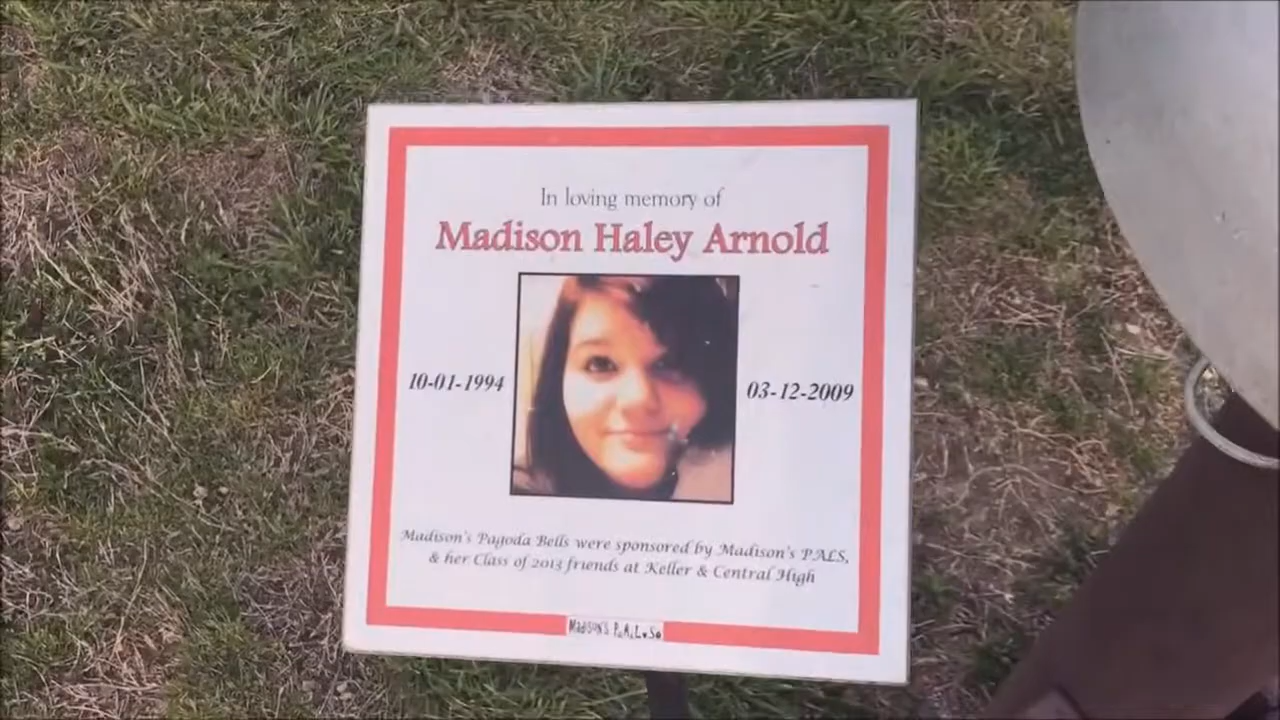 In loving memory of
Madison Haley Arnold
10-01-1994
03-12-2009
Madison's Pagoda Bells were sponsored by Madison's PALS,
& her Class of 2013 friends at Keller & Central High
Madison's P.A.L.S.